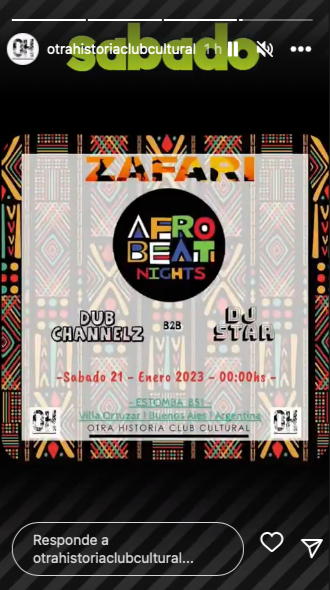 sabado
otrahistoriaclubcultural 1 h
OH
ZAFARI
AFRO
BEAT
NIGHTS
DUB
CHANNELZ
B2B
DJ
STAR
-Sabado 21 - Enero 2023 - 00:00hs -
- ESTOMBA 851 -
Villa Ortuzar | Buenos Aies | Argentina
OTRA HISTORIA CLUB CULTURAL
OH
OH
Responde a
otrahistoriaclubcultural...